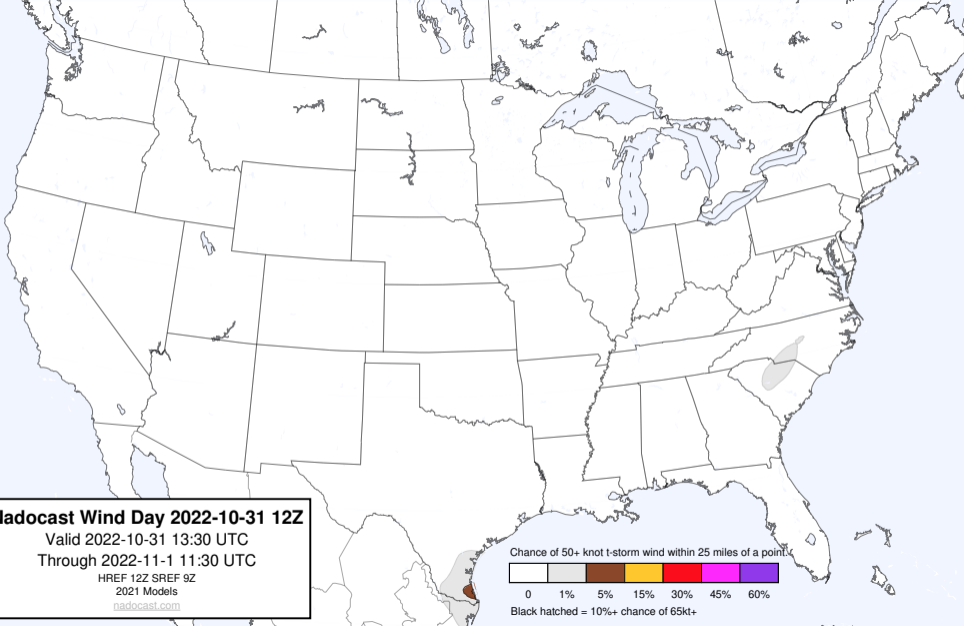 ladocast Wind Day 2022-10-31 12Z
Valid 2022-10-31 13:30 UTC
Through 2022-11-1 11:30 UTC
HREF 12Z SREF 9Z
2021 Models
nadocast.com
Chance of 50+ knot t-storm wind within 25 miles of a point.
0 1% 5% 15% 30% 45% 60%
Black hatched = 10%+ chance of 65kt+